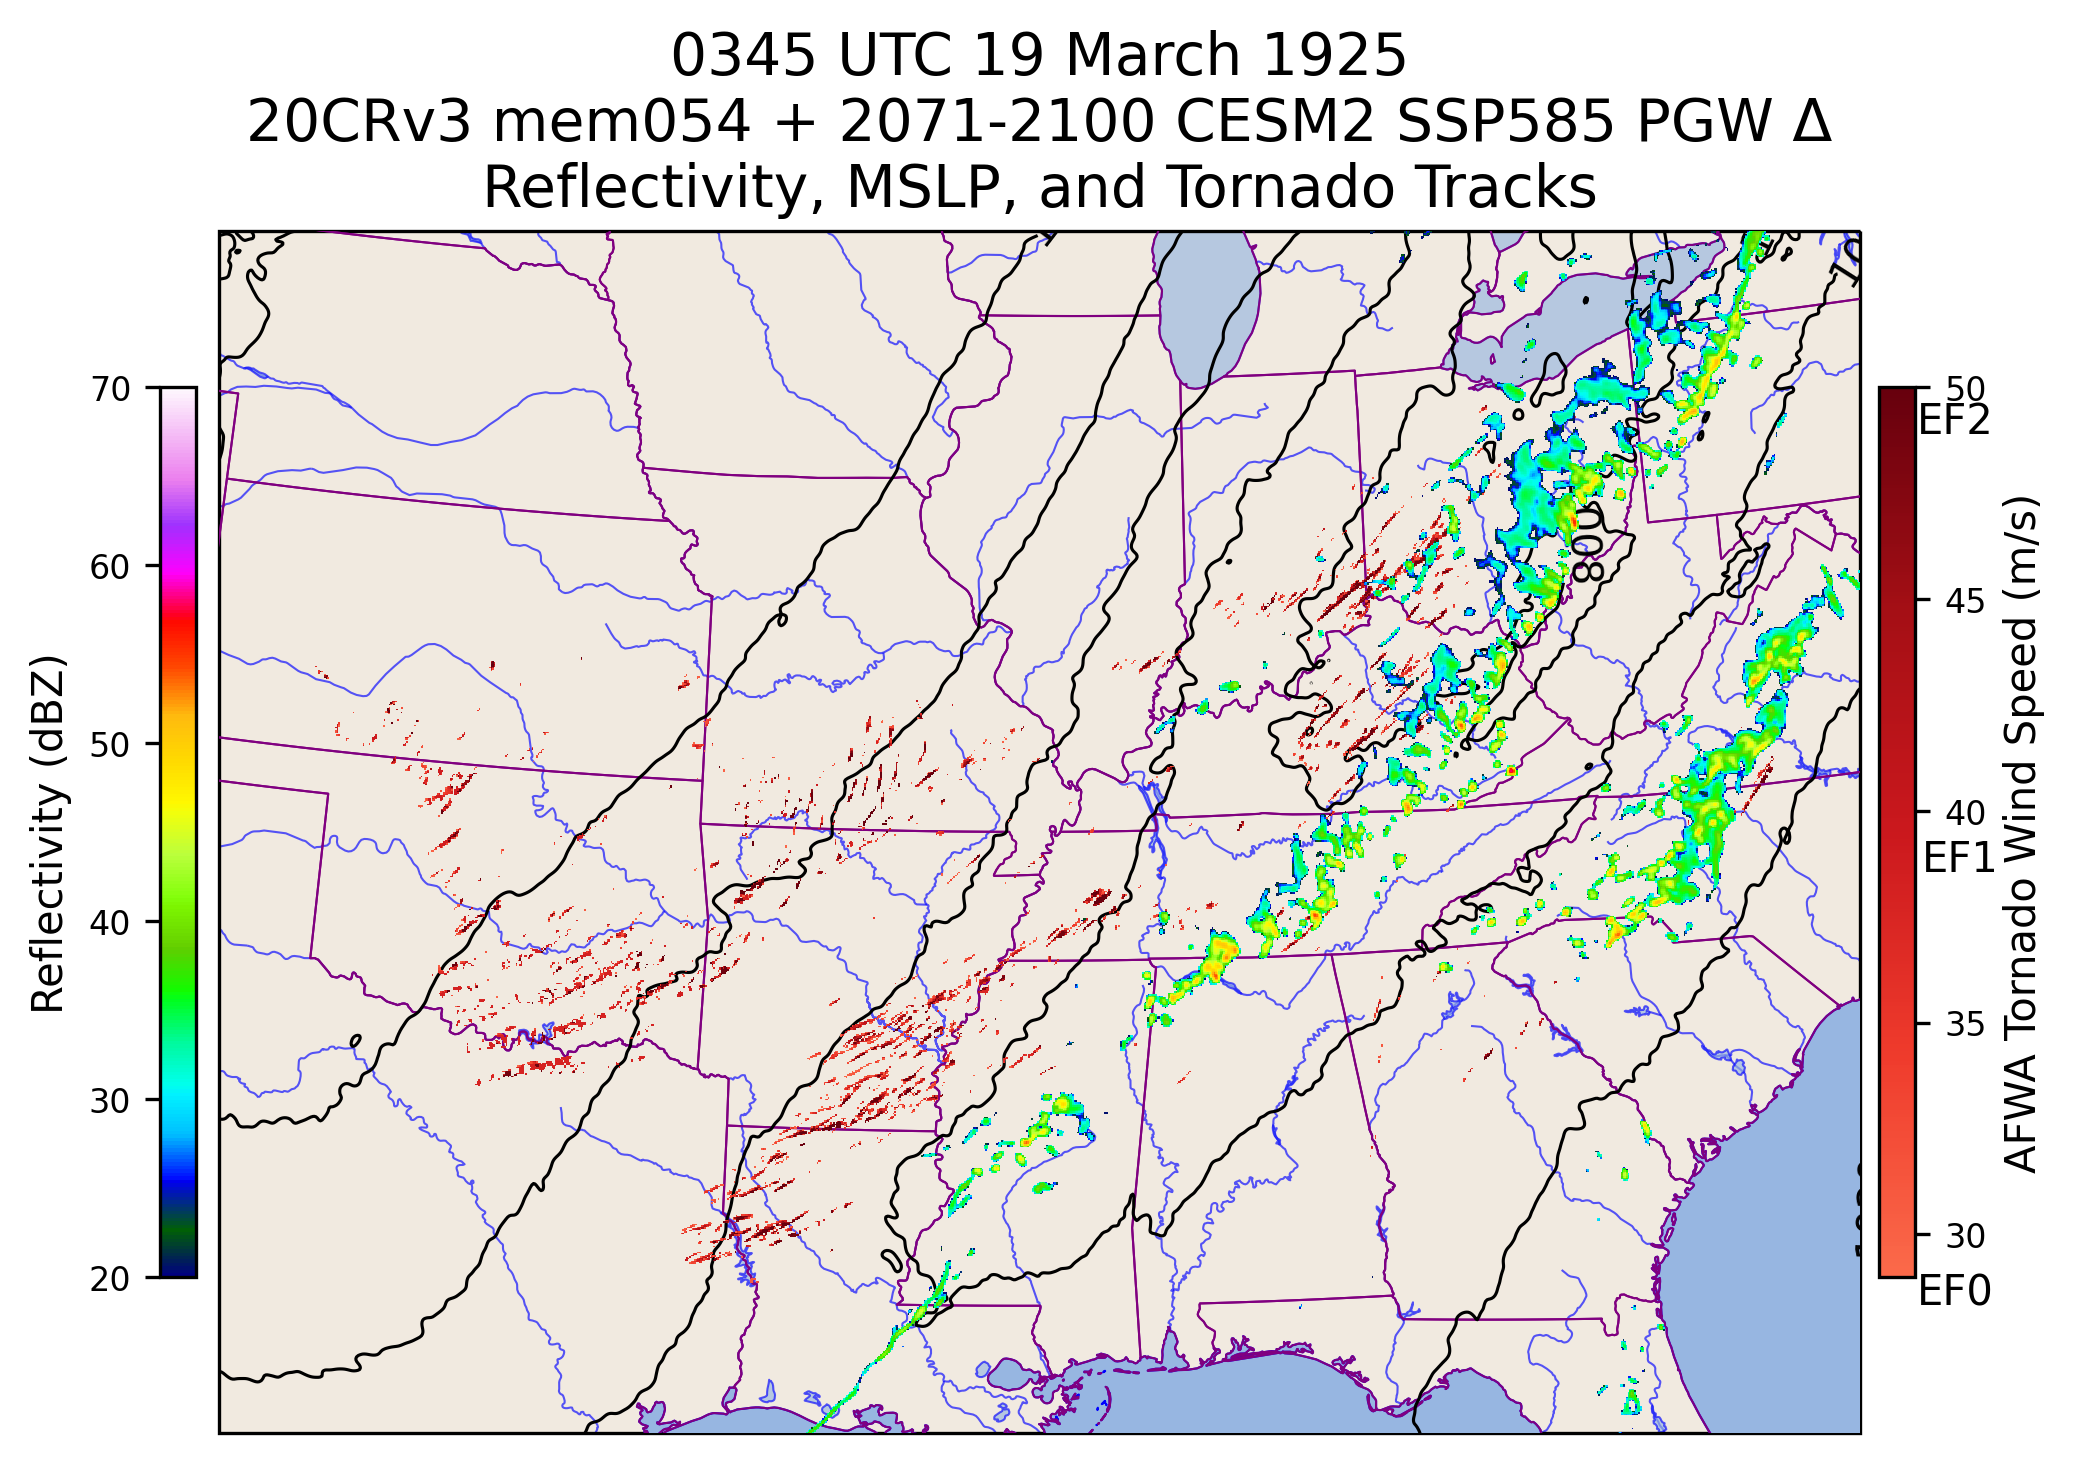 0345 UTC 19 March 1925
20CRv3 mem054 + 2071-2100 CESM2 SSP585 PGW Δ
Reflectivity, MSLP, and Tornado Tracks
Reflectivity (dBZ)
70
60
50
40
30
20
1008
50
EF2
45
40
EF1
35
30
EF0
AFWA Tornado Wind Speed (m/s)